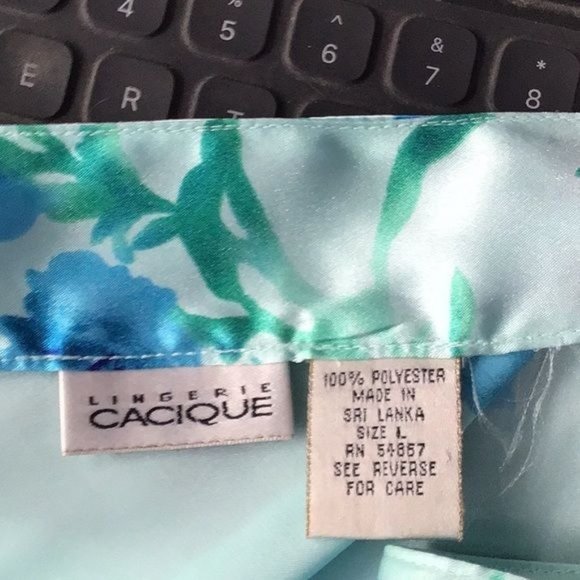 $
4
%
5
^
6
&
7
*
8
E
R
T
LINGERIE
CACIQUE
100% POLYESTER
MADE IN
SRI LANKA
SIZE L
RN 54867
SEE REVERSE
FOR CARE